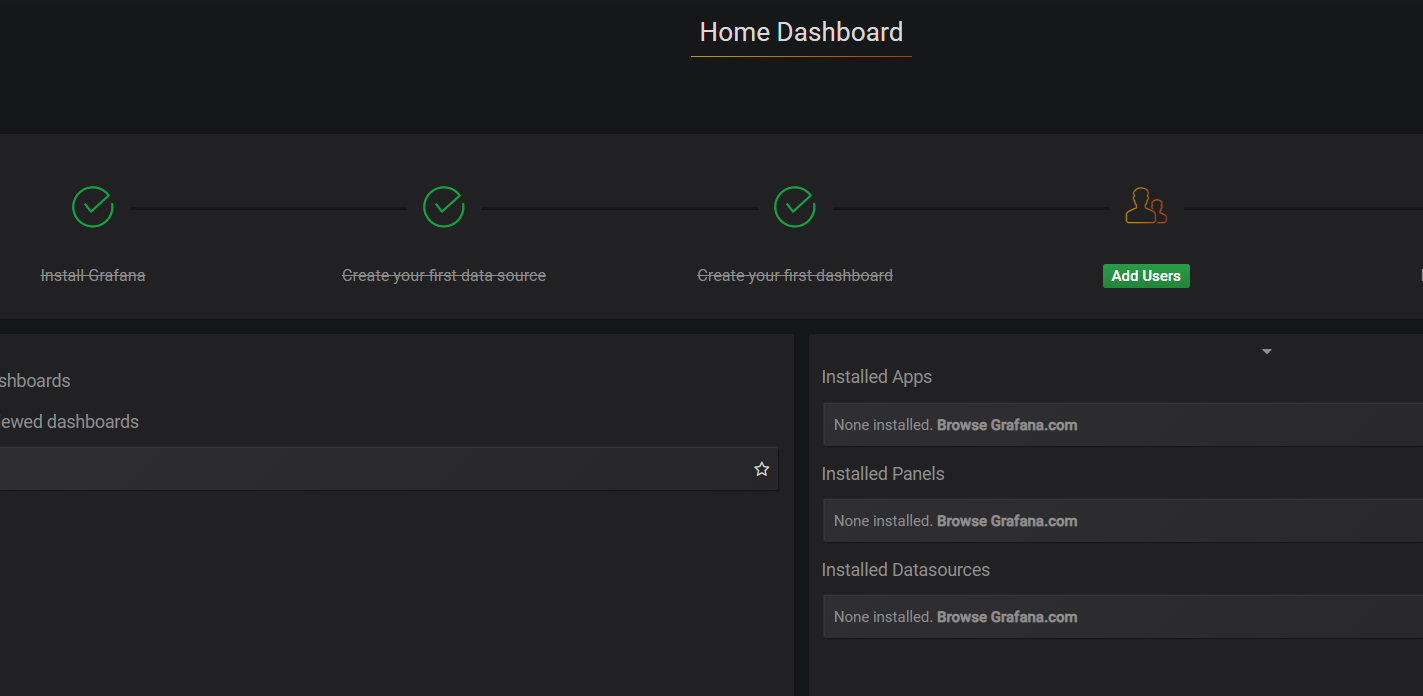 Home Dashboard
Install Grafana
Create your first data source
Create your first dashboard
Add Users
shboards
ewed dashboards
Installed Apps
None installed. Browse Grafana.com
Installed Panels
None installed. Browse Grafana.com
Installed Datasources
None installed. Browse Grafana.com